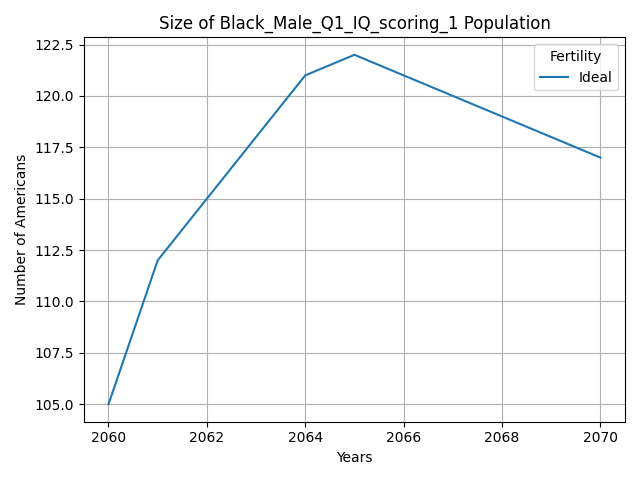 Size of Black_Male_Q1_IQ_scoring_1 Population
Fertility
Ideal
122.5
120.0
117.5
115.0
112.5
110.0
107.5
105.0
Number of Americans
2060 2062 2064 2066 2068 2070
Years